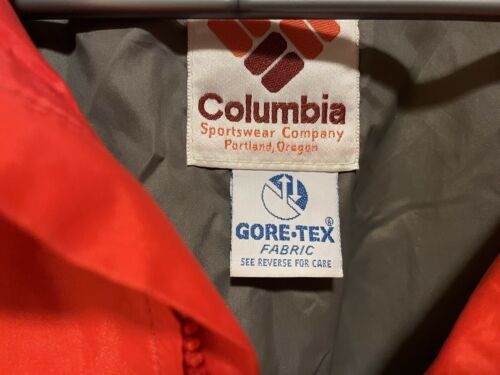 Columbia
Sportswear Company
Portland, Oregon
GORE-TEX®
FABRIC
SEE REVERSE FOR CARE